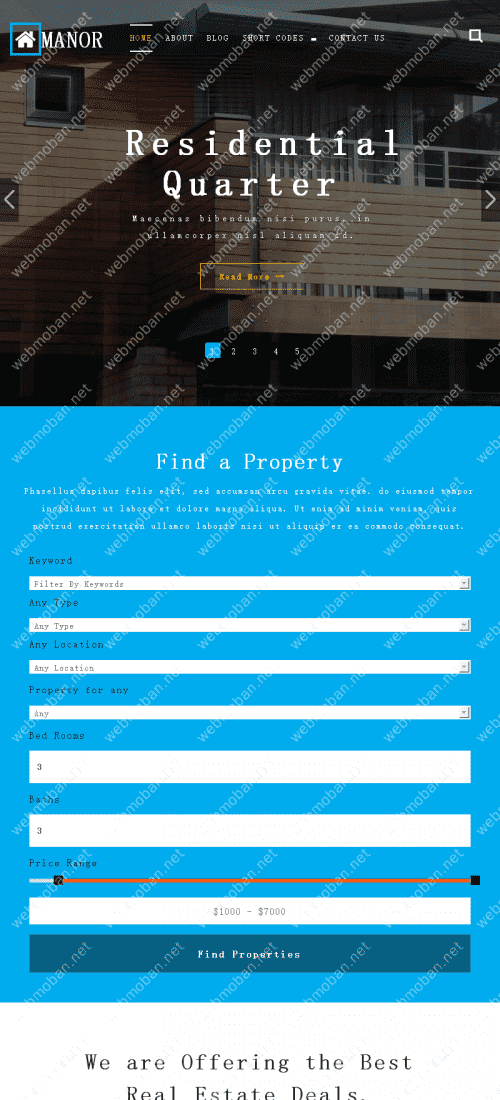 MANOR
HOME ABOUT BLOG SHORT CODES CONTACT US
Residential
Quarter
Maecenas bibendum nisi purus, in
ullamcorper nisl aliquam id.
Read More
1 2 3 4 5
Find a Property
Phasellus dapibus felis elit, sed accumsan arcu gravida vitae. do eiusmod tempor
incididunt ut labore et dolore magna aliqua. Ut enim ad minim veniam, quis
nostrud exercitation ullamco laboris nisi ut aliquip ex ea commodo consequat.
Keyword
Filter By Keywords
Any Type
Any Type
Any Location
Any Location
Property for any
Any
Bed Rooms
3
Baths
3
Price Range
$1000 - $7000
Find Properties
We are Offering the Best
Real Estate Deals.
webmoban.net